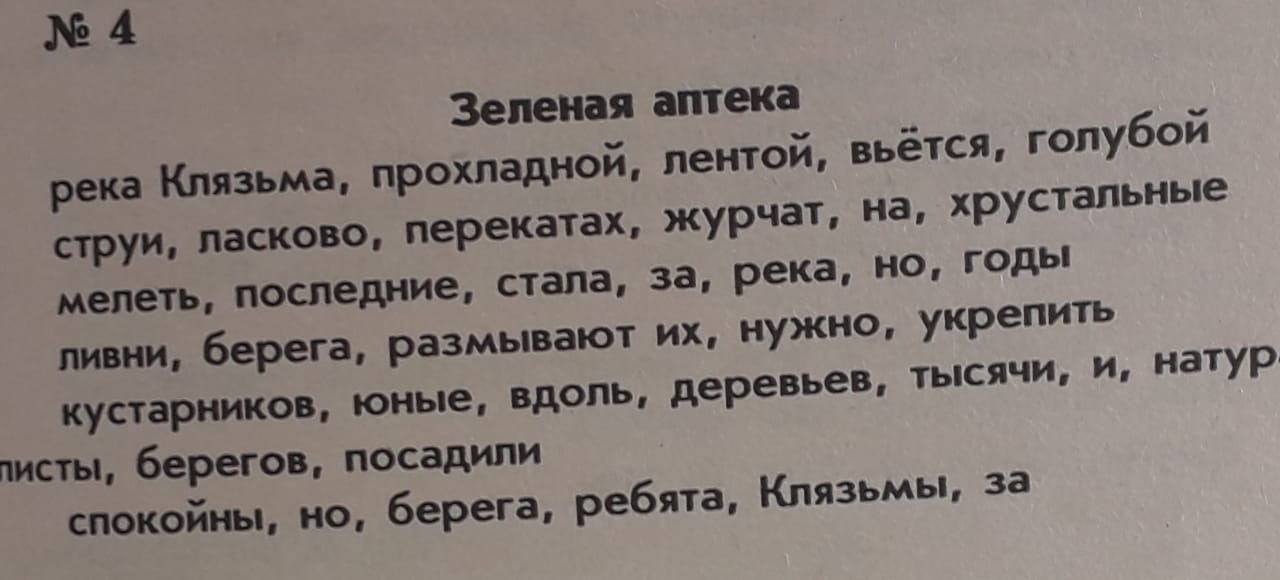 № 4
Зеленая аптека
река Клязьма, прохладной, лентой, вьётся, голубой
струи, ласково, перекатах, журчат, на, хрустальные
мелеть, последние, стала, за, река, но, годы
ливни, берега, размывают их, нужно, укрепить
кустарников, юные, вдоль, деревьев, тысячи, и, натура-
листы, берегов, посадили
спокойны, но, берега, ребята, Клязьмы, за